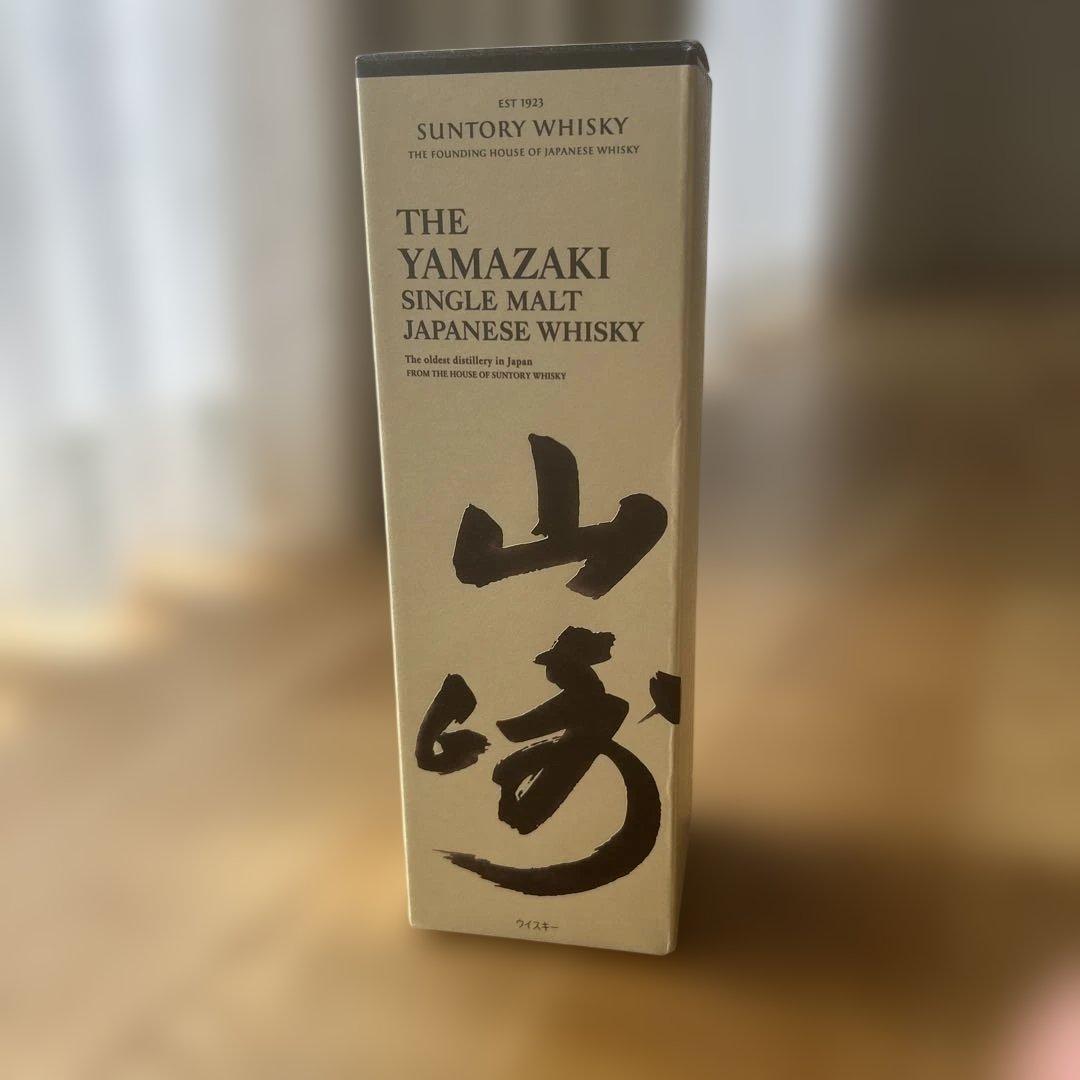 EST 1923
SUNTORY WHISKY
THE FOUNDING HOUSE OF JAPANESE WHISKY
THE
YAMAZAKI
SINGLE MALT
JAPANESE WHISKY
The oldest distillery in Japan
FROM THE HOUSE OF SUNTORY WHISKY
山
崎
ウイスキー